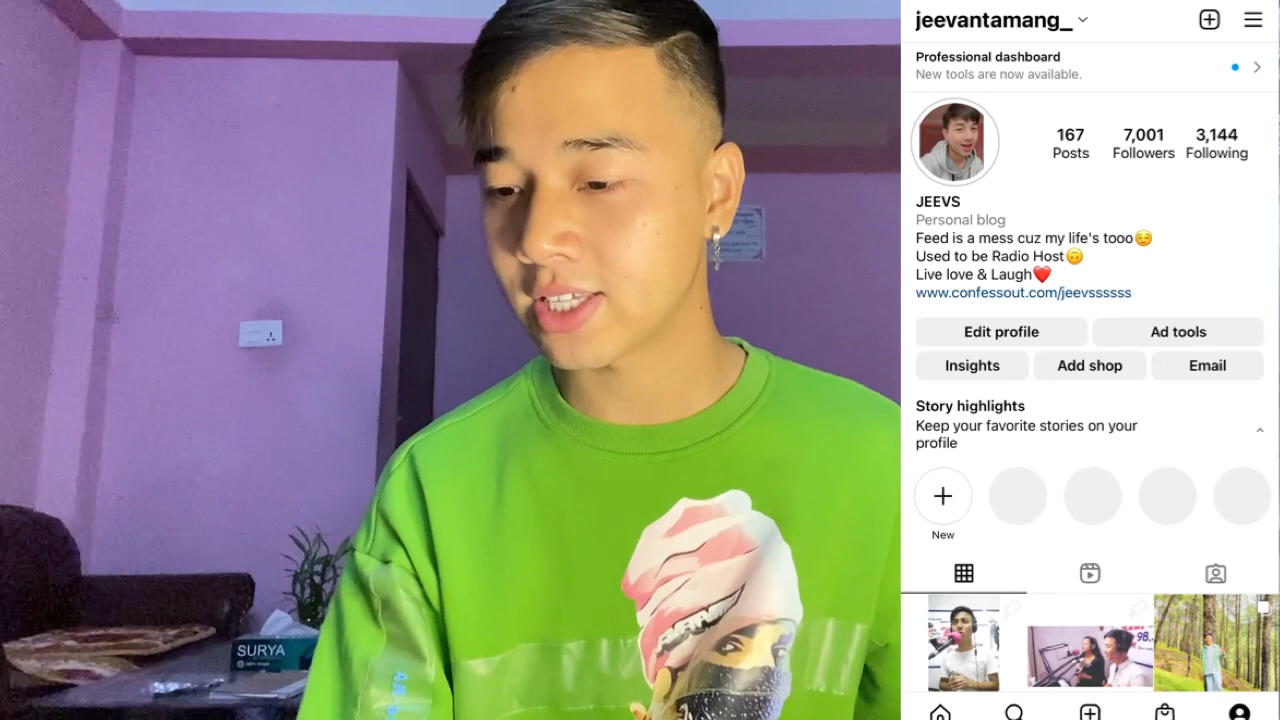 jeevantamang_
Professional dashboard
New tools are now available.
167
Posts
7,001
Followers
3,144
Following
JEEVS
Personal blog
Feed is a mess cuz my life's tooo😌
Used to be Radio Host🙃
Live love & Laugh❤️
www.confessout.com/jeevssssss
Edit profile
Ad tools
Insights
Add shop
Email
Story highlights
Keep your favorite stories on your
profile
New
98.
SURYA